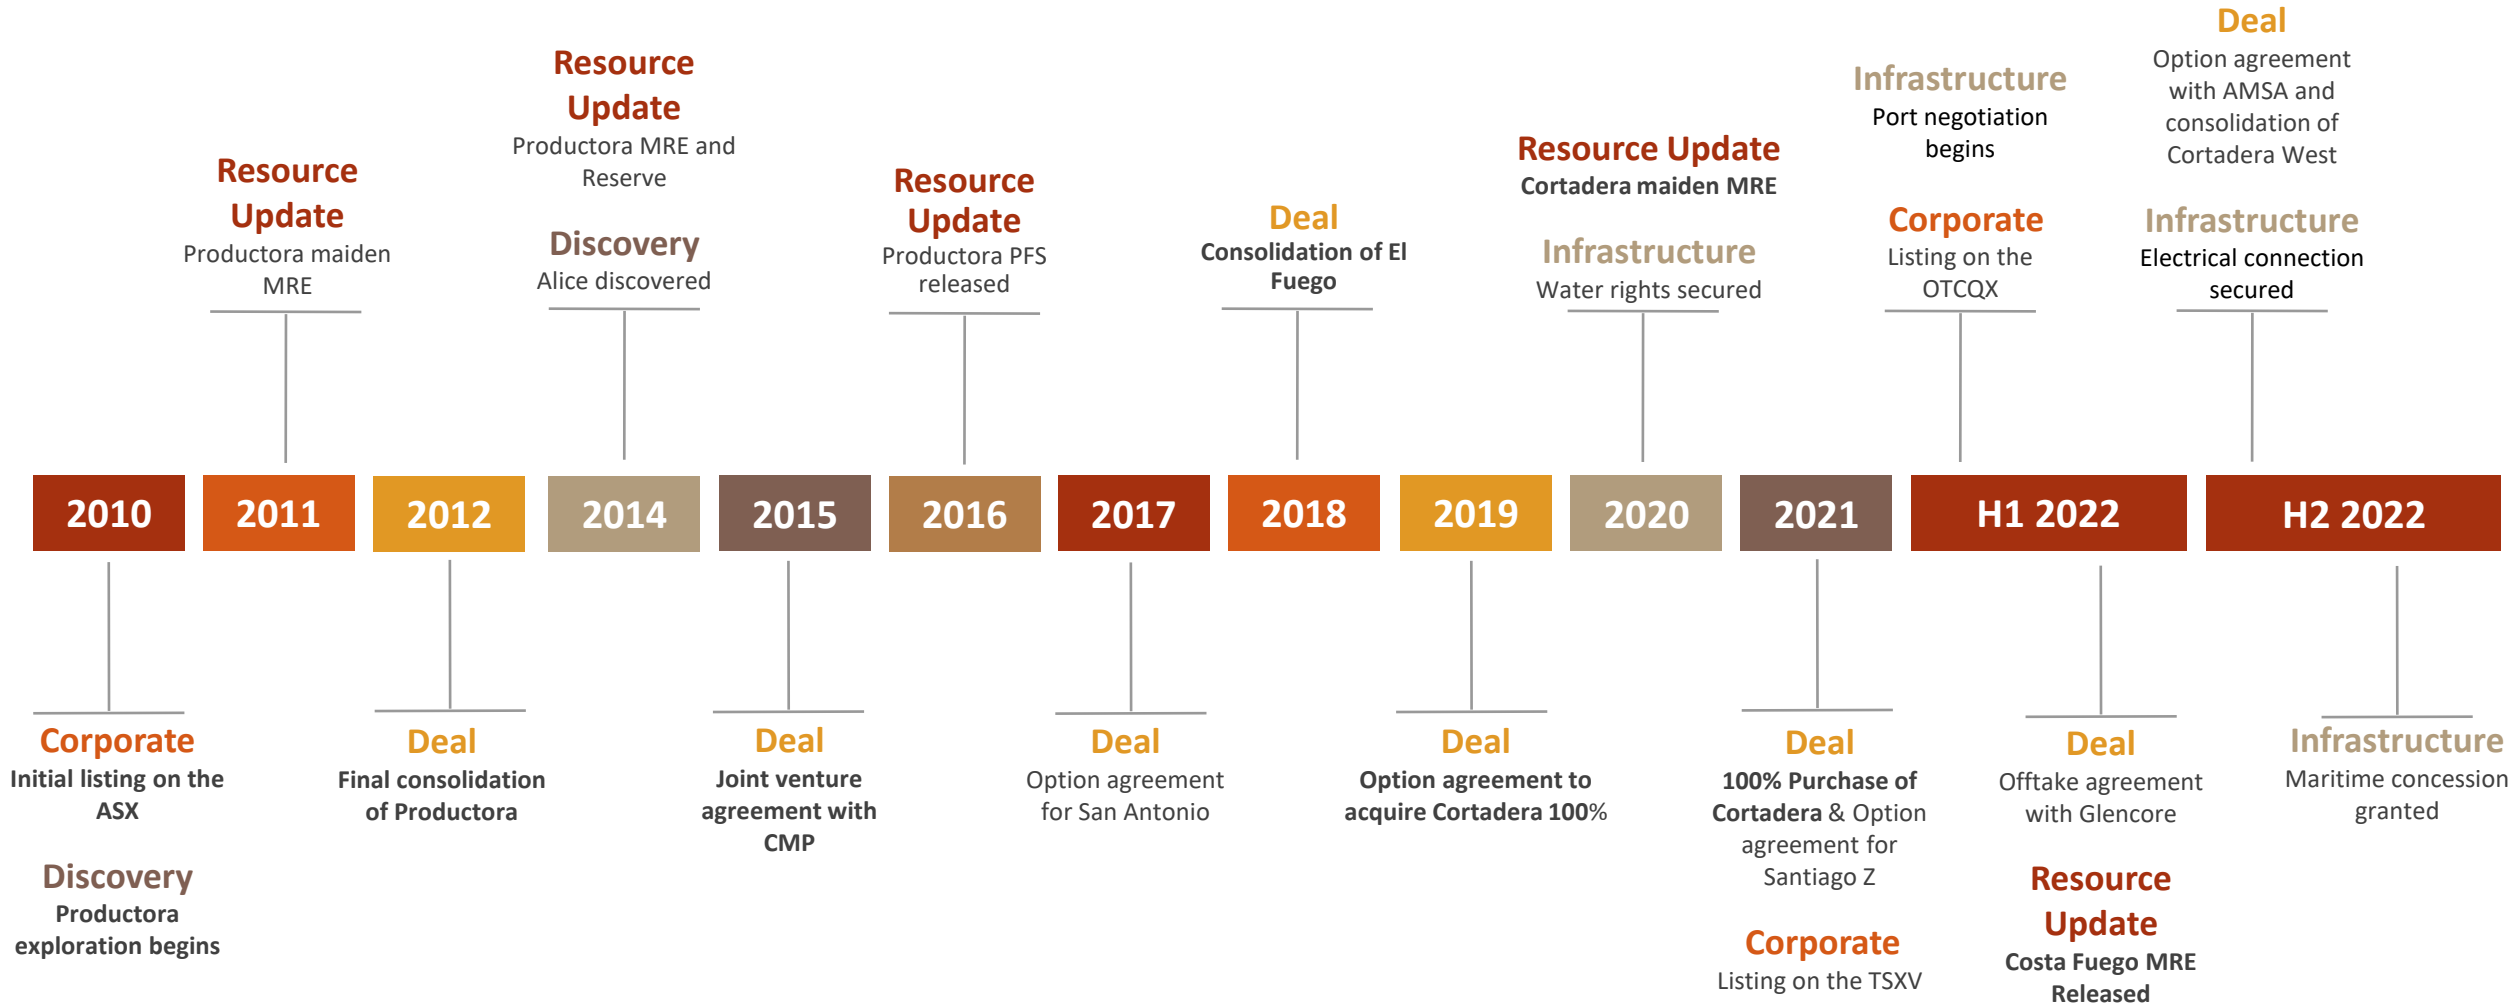 Resource
Update
Productora maiden
MRE
Resource
Update
Productora MRE and
Reserve
Discovery
Alice discovered
Resource
Update
Productora PFS
released
Deal
Consolidation of El
Fuego
Resource Update
Cortadera maiden MRE
Infrastructure
Water rights secured
Infrastructure
Port negotiation
begins
Corporate
Listing on the
OTCQX
Deal
Option agreement
with AMSA and
consolidation of
Cortadera West
Infrastructure
Electrical connection
secured
2010
2011
2012
2014
2015
2016
2017
2018
2019
2020
2021
H1 2022
H2 2022
Corporate
Initial listing on the
ASX
Discovery
Productora
exploration begins
Deal
Final consolidation
of Productora
Deal
Joint venture
agreement with
CMP
Deal
Option agreement
for San Antonio
Deal
Option agreement to
acquire Cortadera 100%
Deal
100% Purchase of
Cortadera & Option
agreement for
Santiago Z
Corporate
Listing on the TSXV
Deal
Offtake agreement
with Glencore
Resource
Update
Costa Fuego MRE
Released
Infrastructure
Maritime concession
granted